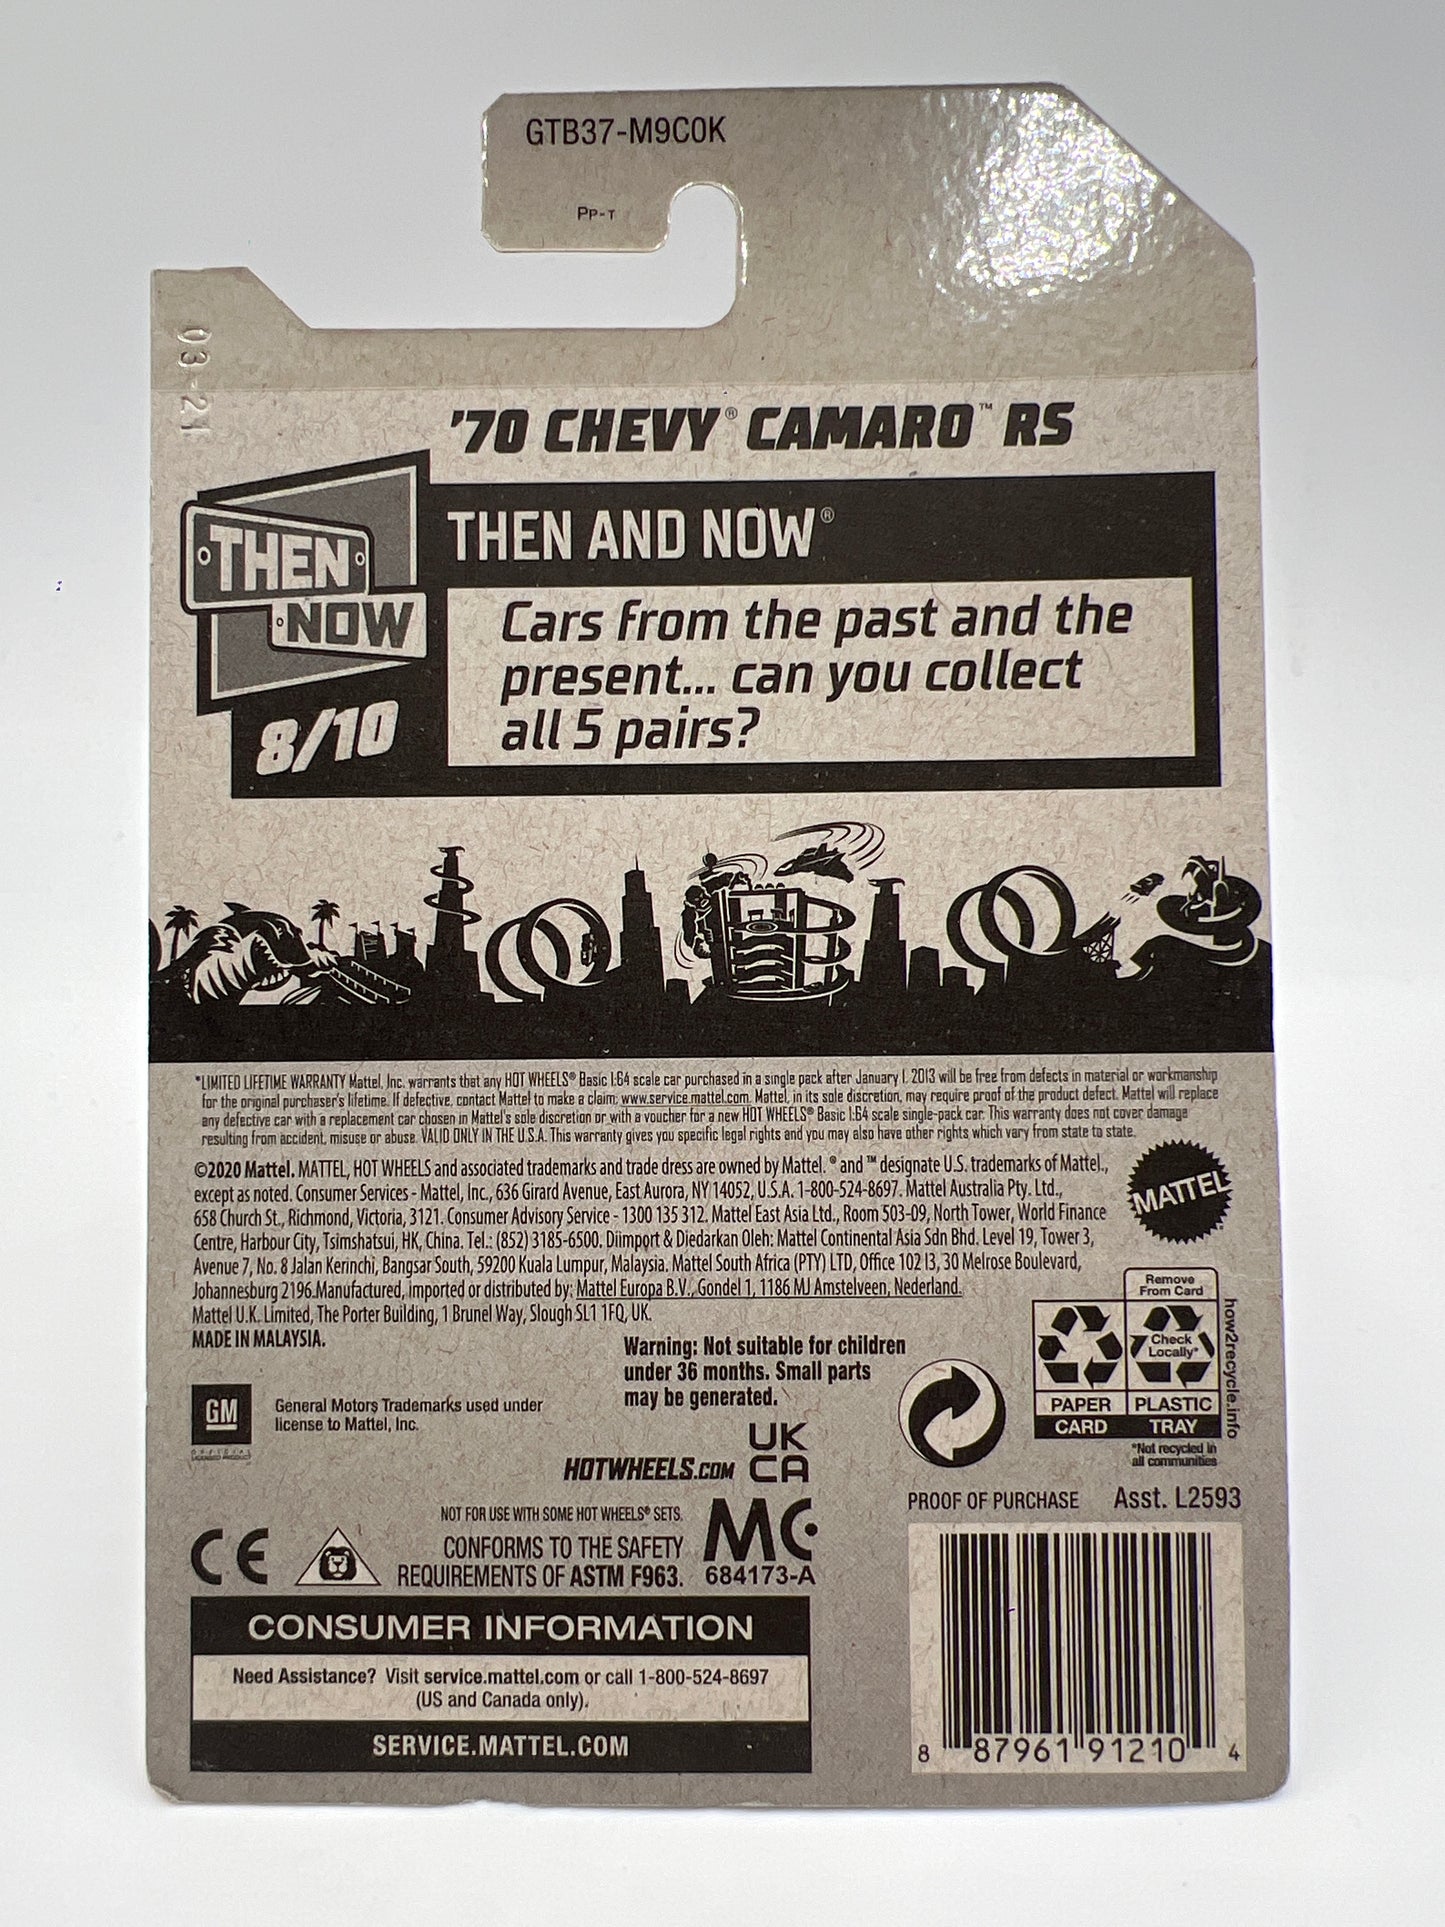 GTB37-M9C0K
Pp-T
03-21
'70 CHEVY® CAMARO™ RS
THEN
NOW
8/10
THEN AND NOW®
Cars from the past and the
present... can you collect
all 5 pairs?
*LIMITED LIFETIME WARRANTY Mattel, Inc. warrants that any HOT WHEELS® Basic 1:64 scale car purchased in a single pack after January 1, 2013 will be free from defects in material or workmanship
for the original purchaser's lifetime. If defective, contact Mattel to make a claim: www.service.mattel.com. Mattel, in its sole discretion, may require proof of the product defect. Mattel will replace
any defective car with a replacement car chosen in Mattel's sole discretion or with a voucher for a new HOT WHEELS® Basic 1:64 scale single-pack car. This warranty does not cover damage
resulting from accident, misuse or abuse. VALID ONLY IN THE U.S.A. This warranty gives you specific legal rights and you may also have other rights which vary from state to state.
©2020 Mattel. MATTEL, HOT WHEELS and associated trademarks and trade dress are owned by Mattel. ® and ™ designate U.S. trademarks of Mattel,
except as noted. Consumer Services - Mattel, Inc., 636 Girard Avenue, East Aurora, NY 14052, U.S.A. 1-800-524-8697. Mattel Australia Pty. Ltd.,
658 Church St., Richmond, Victoria, 3121. Consumer Advisory Service - 1300 135 312. Mattel East Asia Ltd., Room 503-09, North Tower, World Finance
Centre, Harbour City, Tsimshatsui, HK, China. Tel.: (852) 3185-6500. Diimport & Diedarkan Oleh: Mattel Continental Asia Sdn Bhd. Level 19, Tower 3,
Avenue 7, No. 8 Jalan Kerinchi, Bangsar South, 59200 Kuala Lumpur, Malaysia. Mattel South Africa (PTY) LTD, Office 102 I3, 30 Melrose Boulevard,
Johannesburg 2196.Manufactured, imported or distributed by: Mattel Europa B.V., Gondel 1, 1186 MJ Amstelveen, Nederland.
Mattel U.K. Limited, The Porter Building, 1 Brunel Way, Slough SL1 1FQ, UK.
MADE IN MALAYSIA.
MATTEL
Warning: Not suitable for children
under 36 months. Small parts
may be generated.
GM
OFFICIAL
LICENSED PRODUCT
General Motors Trademarks used under
license to Mattel, Inc.
Remove
From Card
Check
Locally*
PAPER
PLASTIC
CARD
TRAY
how2recycle.info
*Not recycled in
all communities
HOTWHEELS.COM
UK
CA
NOT FOR USE WITH SOME HOT WHEELS® SETS.
CE
CONFORMS TO THE SAFETY
REQUIREMENTS OF ASTM F963.
MC
684173-A
PROOF OF PURCHASE
Asst. L2593
CONSUMER INFORMATION
Need Assistance? Visit service.mattel.com or call 1-800-524-8697
(US and Canada only).
SERVICE.MATTEL.COM
8 87961 91210 4